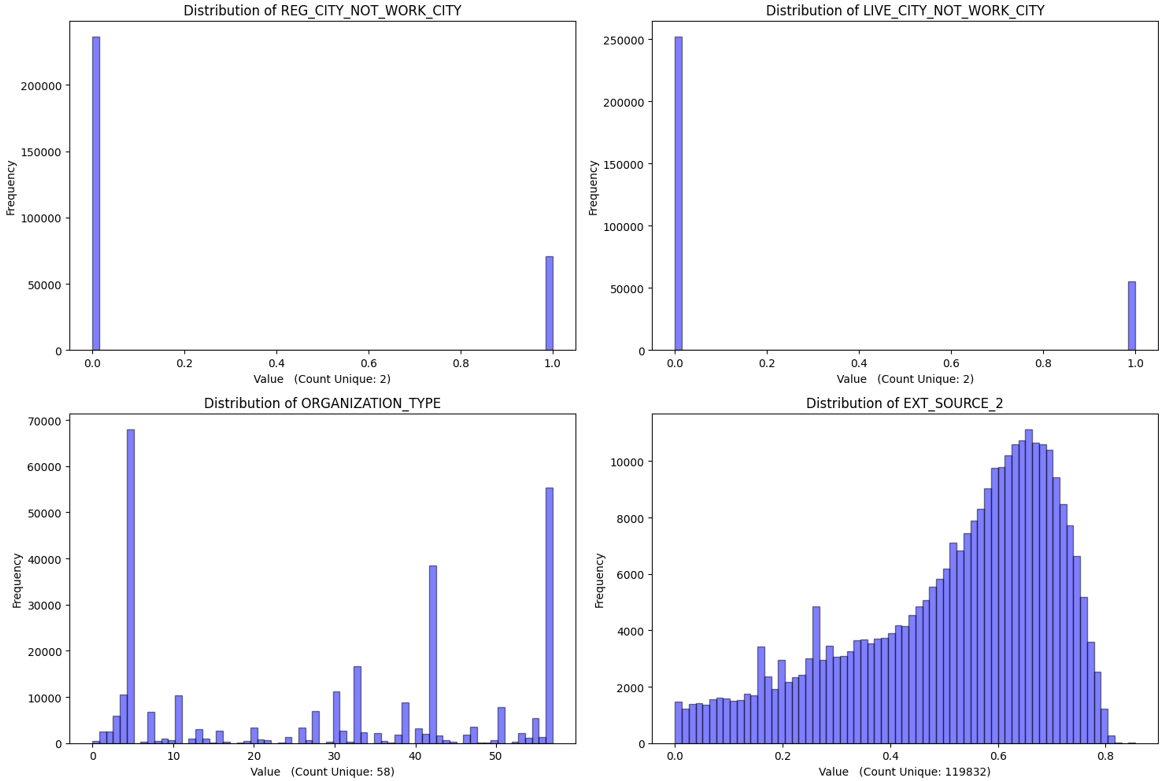 Distribution of REG_CITY_NOT_WORK_CITY
Frequency
200000
150000
100000
50000
0
0.0 0.2 0.4 0.6 0.8 1.0
Value (Count Unique: 2)
Distribution of LIVE_CITY_NOT_WORK_CITY
Frequency
250000
200000
150000
100000
50000
0
0.0 0.2 0.4 0.6 0.8 1.0
Value (Count Unique: 2)
Distribution of ORGANIZATION_TYPE
Frequency
70000
60000
50000
40000
30000
20000
10000
0
0 10 20 30 40 50
Value (Count Unique: 58)
Distribution of EXT_SOURCE_2
Frequency
10000
8000
6000
4000
2000
0
0.0 0.2 0.4 0.6 0.8
Value (Count Unique: 119832)